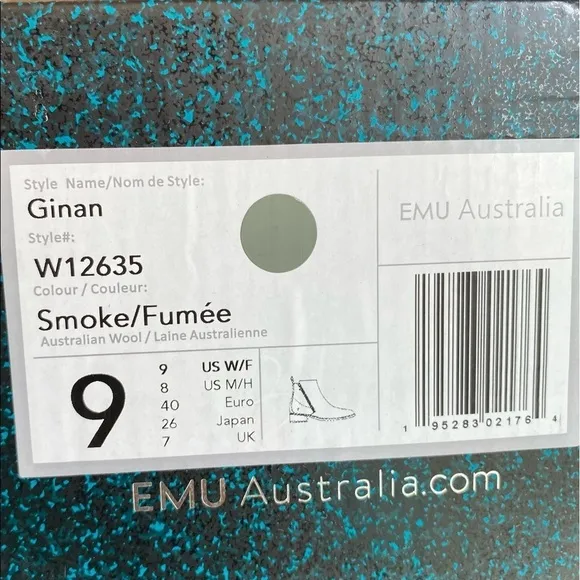 Style Name/Nom de Style:
Ginan
Style#:
W12635
Colour / Couleur:
Smoke/Fumée
Australian Wool / Laine Australienne
9
9 US W/F
8 US M/H
40 Euro
26 Japan
7 UK
EMU Australia
1 95283 02176 4
EMU Australia.com